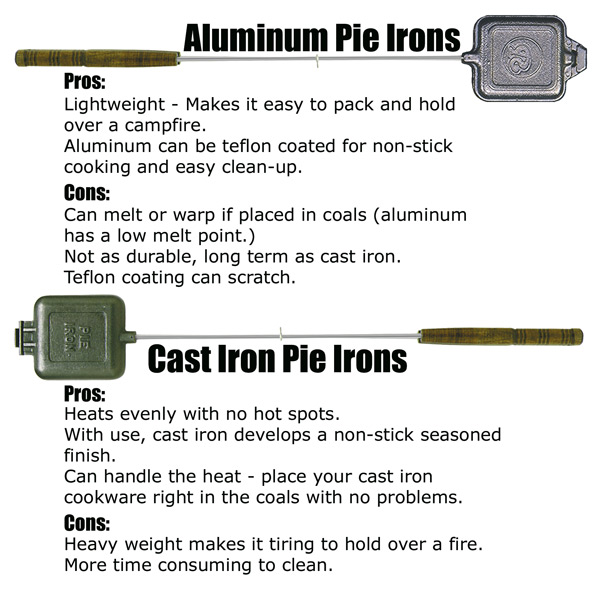 Aluminum Pie Irons
Pros:
Lightweight - Makes it easy to pack and hold
over a campfire.
Aluminum can be teflon coated for non-stick
cooking and easy clean-up.
Cons:
Can melt or warp if placed in coals (aluminum
has a low melt point.)
Not as durable, long term as cast iron.
Teflon coating can scratch.
PIE
IRON
Cast Iron Pie Irons
Pros:
Heats evenly with no hot spots.
With use, cast iron develops a non-stick seasoned
finish.
Can handle the heat - place your cast iron
cookware right in the coals with no problems.
Cons:
Heavy weight makes it tiring to hold over a fire.
More time consuming to clean.